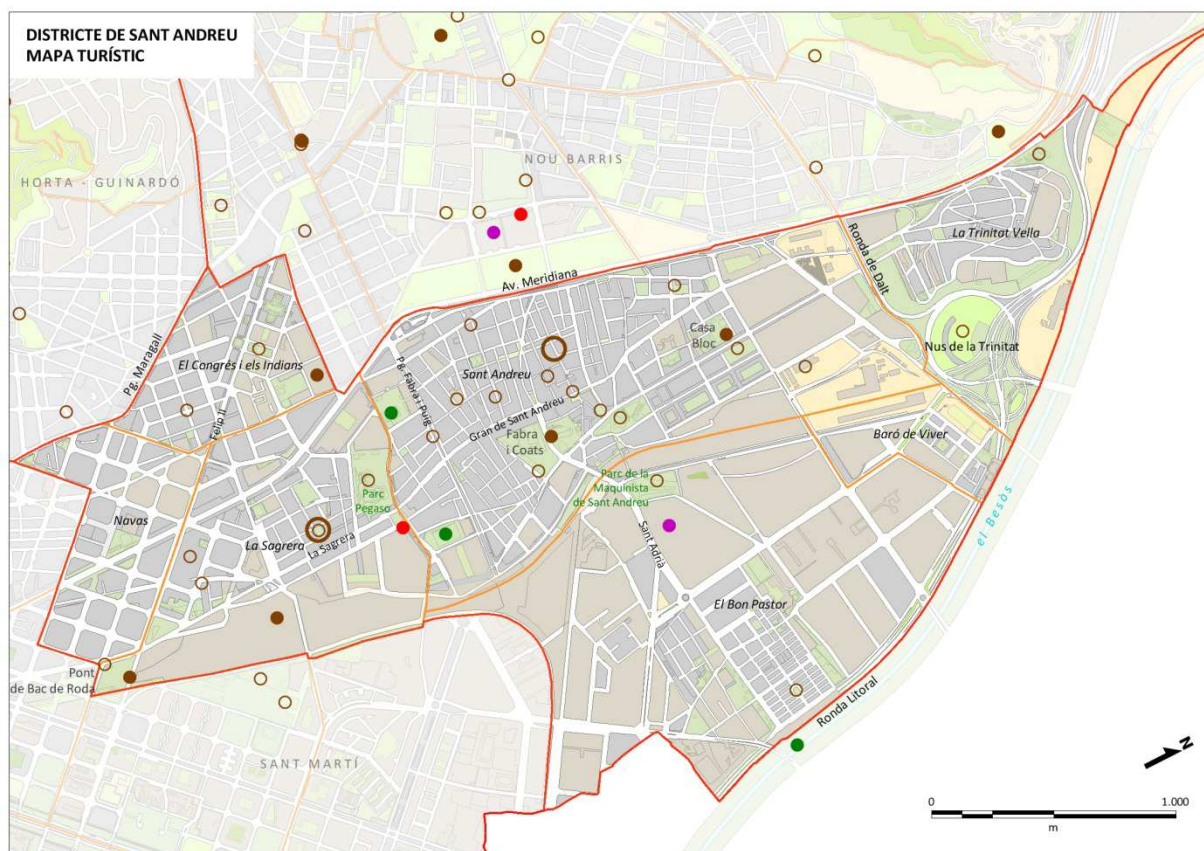 DISTRICTE DE SANT ANDREU
MAPA TURÍSTIC
NOU BARRIS
HORTA - GUINARDÓ
La Trinitat Vella
Ronda de Dalt
Av. Meridiana
Casa
Bloc
Nus de la Trinitat
Pg. Maragall
El Congrés i els Indians
Pg. Fabra i Puig
Sant Andreu
Felip II
Gran de Sant Andreu
Fabra
i Coats
Baró de Viver
Parc
Pegaso
Parc de la
Maquinista
de Sant Andreu
Navas
La Sagrera
La Sagrera
Sant Adrià
el Besòs
El Bon Pastor
Pont
de Bac de Roda
Ronda Litoral
SANT MARTÍ
N
0
1.000
m